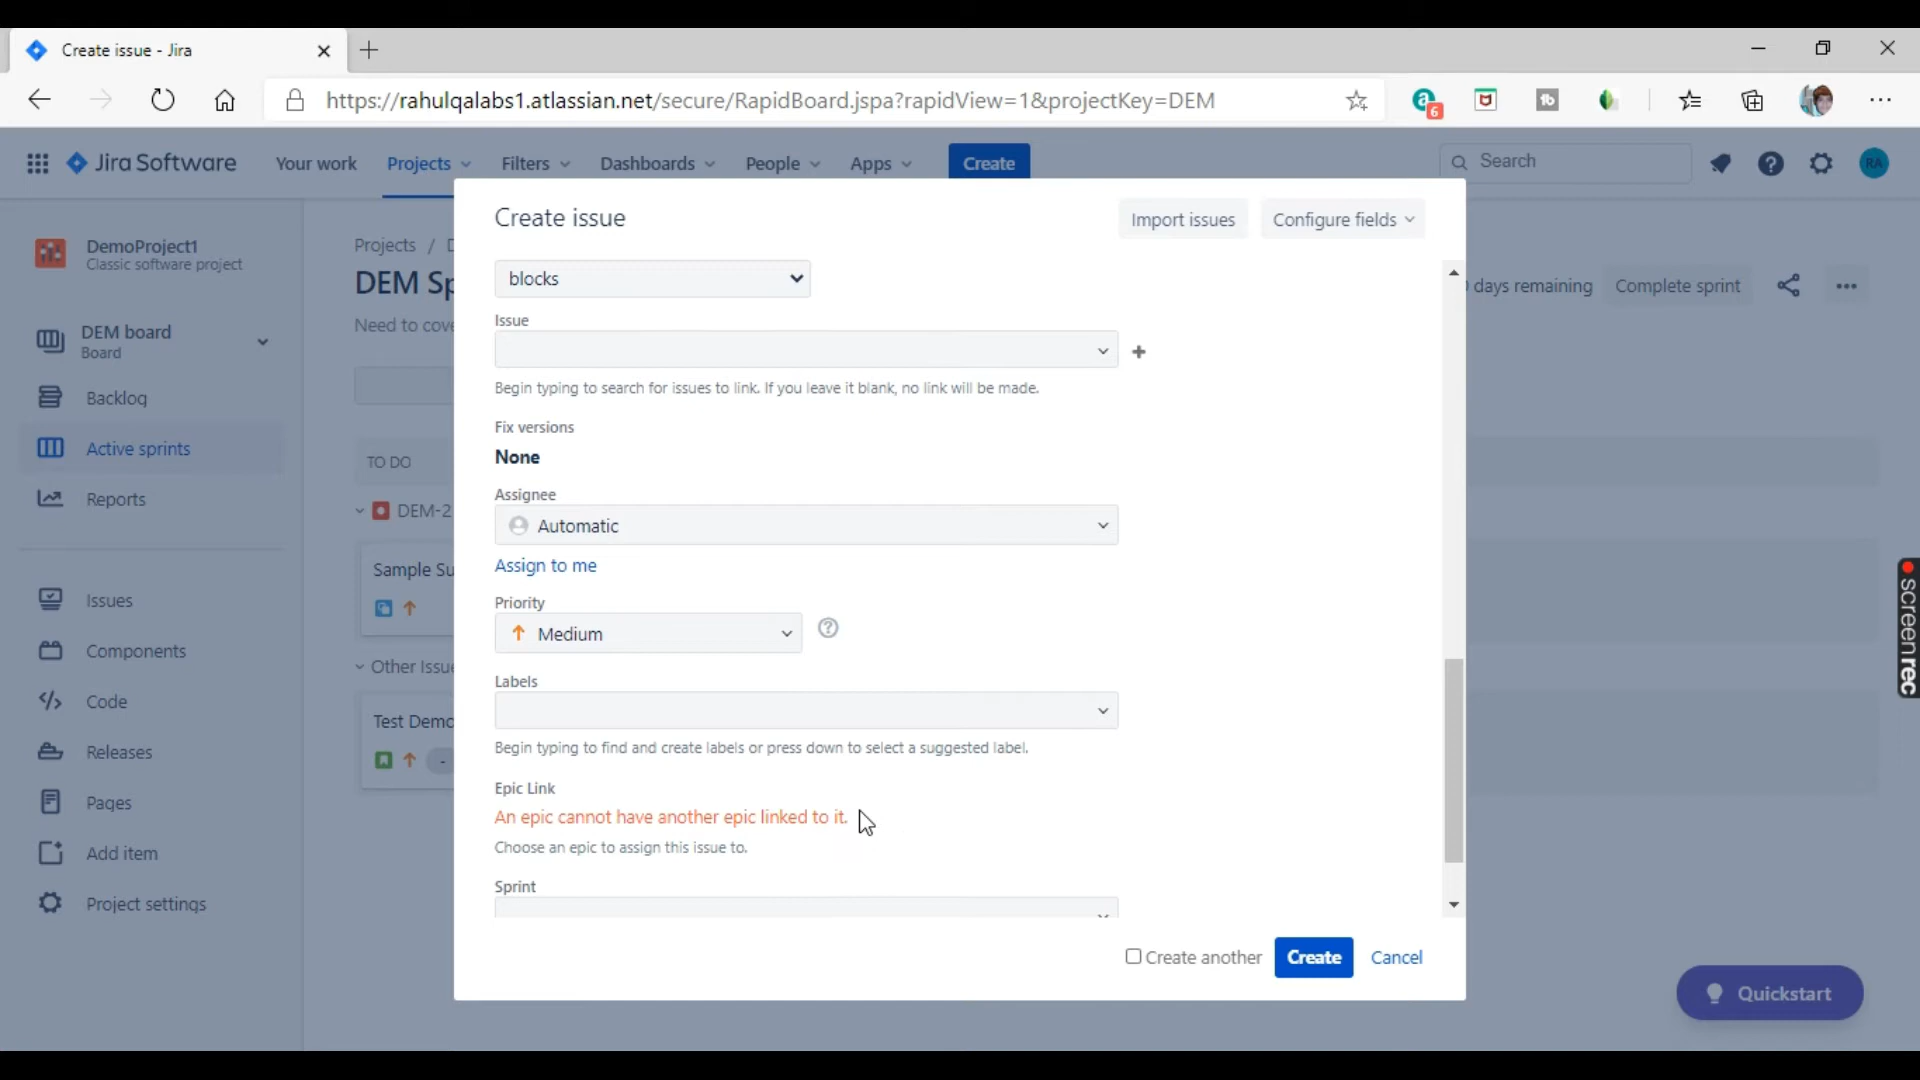 Create issue - Jira
https://rahulqalabs1.atlassian.net/secure/RapidBoard.jspa?rapidView=1&projectKey=DEM
6
Jira Software
Your work
Projects
Filters
Dashboards
People
Apps
Create
Search
RA
DemoProject1
Classic software project
DEM board
Board
Backlog
Active sprints
Reports
Issues
Components
Code
Releases
Pages
Add item
Project settings
Projects /
DEM Sp
Need to cove
days remaining
Complete sprint
TO DO
DEM-2
Sample Su
Other Issue
Test Demo
-
Create issue
Import issues
Configure fields
blocks
Issue
Begin typing to search for issues to link. If you leave it blank, no link will be made.
Fix versions
None
Assignee
Automatic
Assign to me
Priority
Medium
Labels
Begin typing to find and create labels or press down to select a suggested label.
Epic Link
An epic cannot have another epic linked to it.
Choose an epic to assign this issue to.
Sprint
Create another
Create
Cancel
Quickstart
screenrec